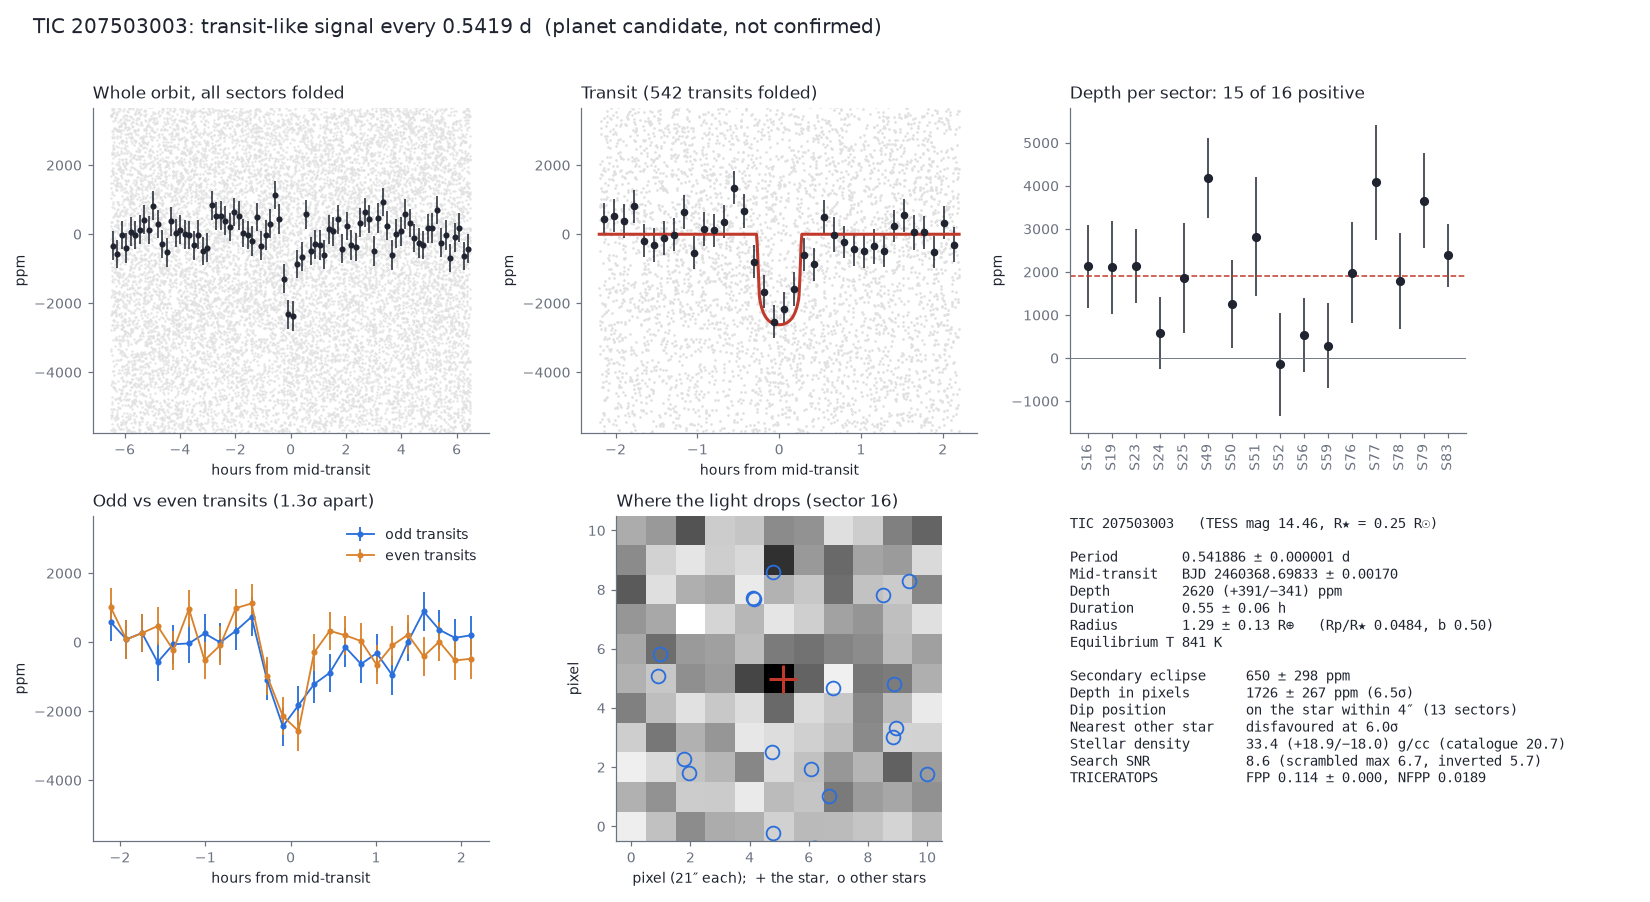 TIC 207503003: transit-like signal every 0.5419 d  (planet candidate, not confirmed)
Whole orbit, all sectors folded
ppm
2000
0
−2000
−4000
−6
−4
−2
0
2
4
6
hours from mid-transit
Transit (542 transits folded)
ppm
2000
0
−2000
−4000
−2
−1
0
1
2
hours from mid-transit
Depth per sector: 15 of 16 positive
ppm
5000
4000
3000
2000
1000
0
−1000
S16
S19
S23
S24
S25
S49
S50
S51
S52
S56
S59
S76
S77
S78
S79
S83
Odd vs even transits (1.3σ apart)
odd transits
even transits
ppm
2000
0
−2000
−4000
−2
−1
0
1
2
hours from mid-transit
Where the light drops (sector 16)
pixel
10
8
6
4
2
0
0
2
4
6
8
10
pixel (21″ each);  + the star,  o other stars
TIC 207503003   (TESS mag 14.46, R★ = 0.25 R☉)
Period        0.541886 ± 0.000001 d
Mid-transit   BJD 2460368.69833 ± 0.00170
Depth         2620 (+391/−341) ppm
Duration      0.55 ± 0.06 h
Radius        1.29 ± 0.13 R⊕   (Rp/R★ 0.0484, b 0.50)
Equilibrium T 841 K
Secondary eclipse     650 ± 298 ppm
Depth in pixels       1726 ± 267 ppm (6.5σ)
Dip position          on the star within 4″ (13 sectors)
Nearest other star    disfavoured at 6.0σ
Stellar density       33.4 (+18.9/−18.0) g/cc (catalogue 20.7)
Search SNR            8.6 (scrambled max 6.7, inverted 5.7)
TRICERATOPS           FPP 0.114 ± 0.000, NFPP 0.0189